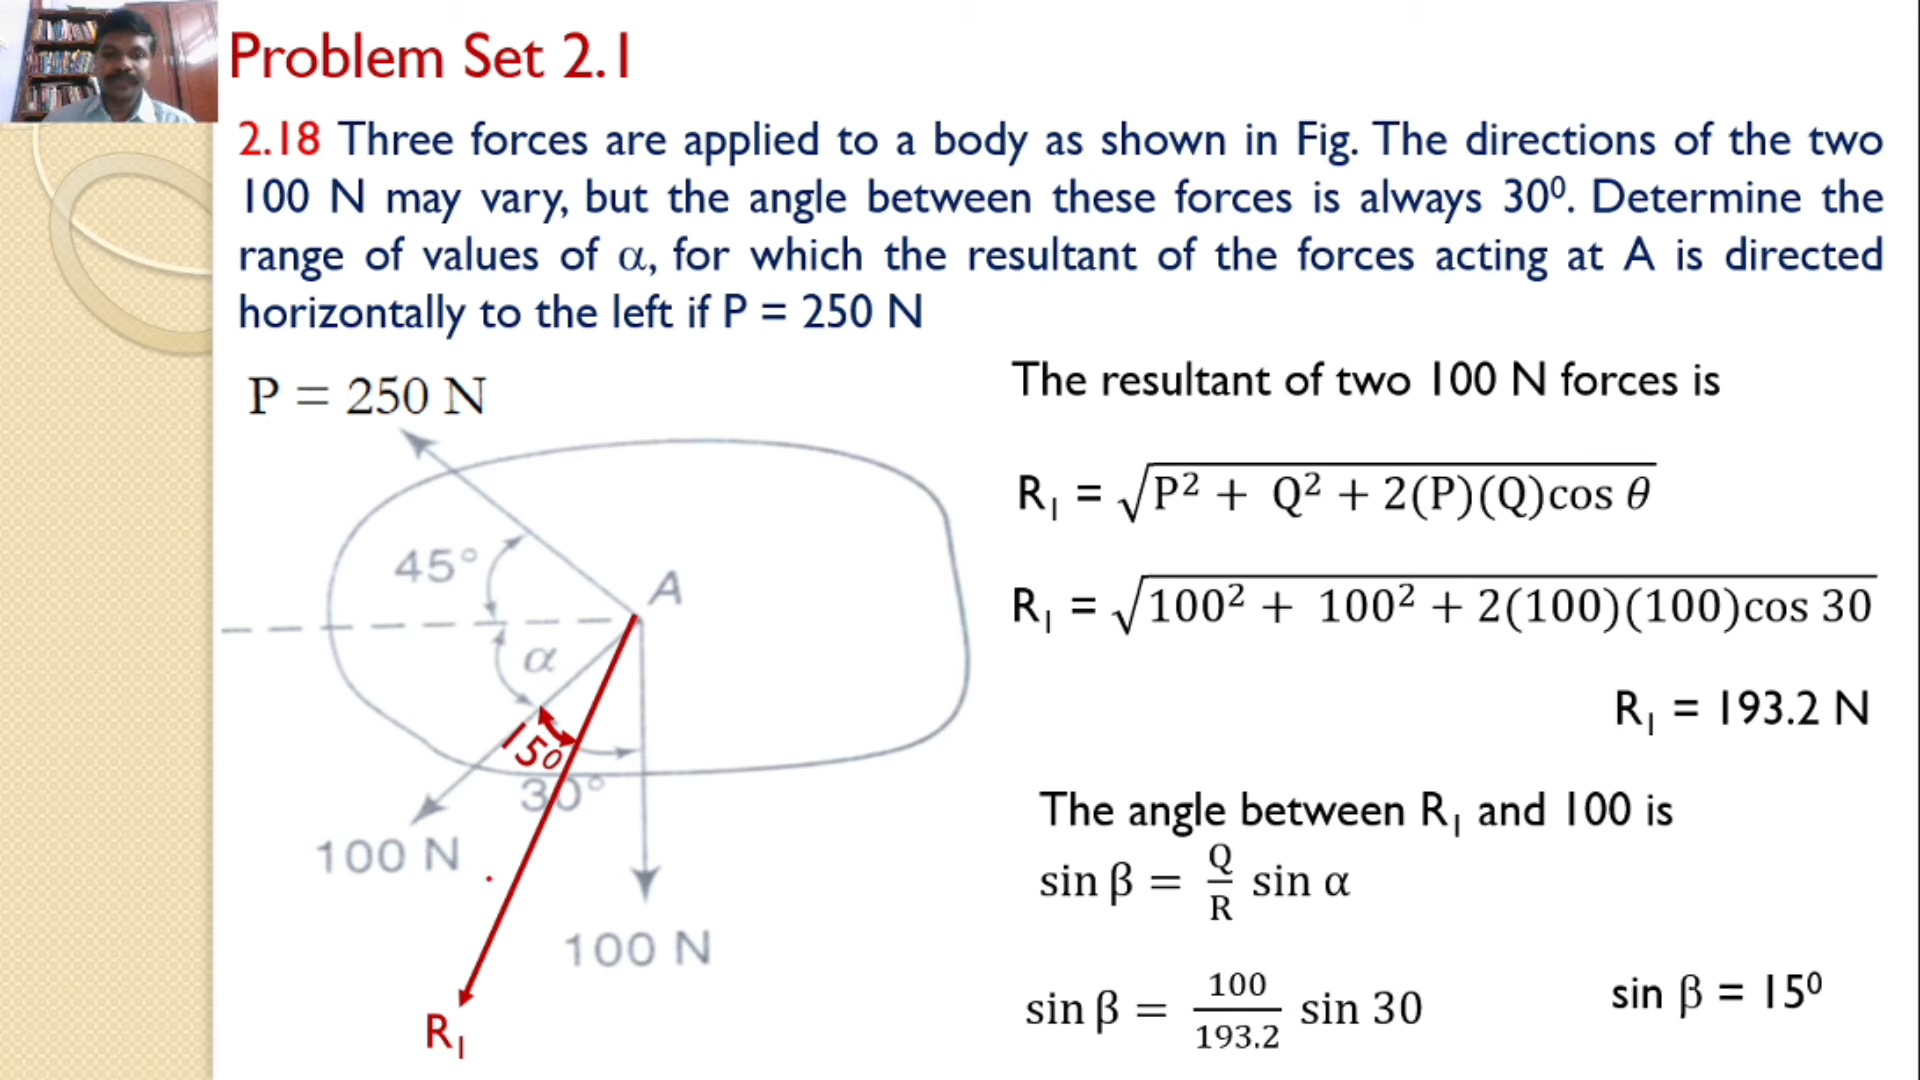 Problem Set 2.1
2.18 Three forces are applied to a body as shown in Fig. The directions of the two
100 N may vary, but the angle between these forces is always 30⁰. Determine the
range of values of α, for which the resultant of the forces acting at A is directed
horizontally to the left if P = 250 N
P = 250 N
45°
A
α
15⁰
30°
100 N
100 N
R₁
The resultant of two 100 N forces is
R₁ = √P² + Q² + 2(P)(Q)cos θ
R₁ = √100² + 100² + 2(100)(100)cos 30
R₁ = 193.2 N
The angle between R₁ and 100 is
sin β = Q/R sin α
sin β = 100/193.2 sin 30
sin β = 15⁰